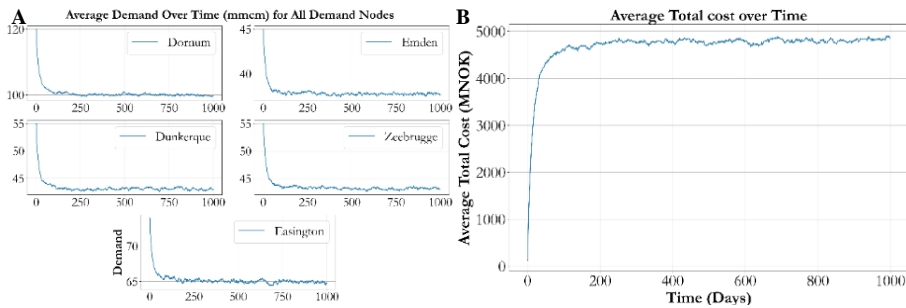 A
Average Demand Over Time (mmcm) for All Demand Nodes
120
100
0 250 500 750 1000
Dornum
45
40
0 250 500 750 1000
Emden
55
50
45
0 250 500 750 1000
Dunkerque
55
50
45
0 250 500 750 1000
Zeebrugge
Demand
70
65
0 250 500 750 1000
Easington
B
Average Total cost over Time
Average Total Cost (MNOK)
5000
4000
3000
2000
1000
0
0 200 400 600 800 1000
Time (Days)